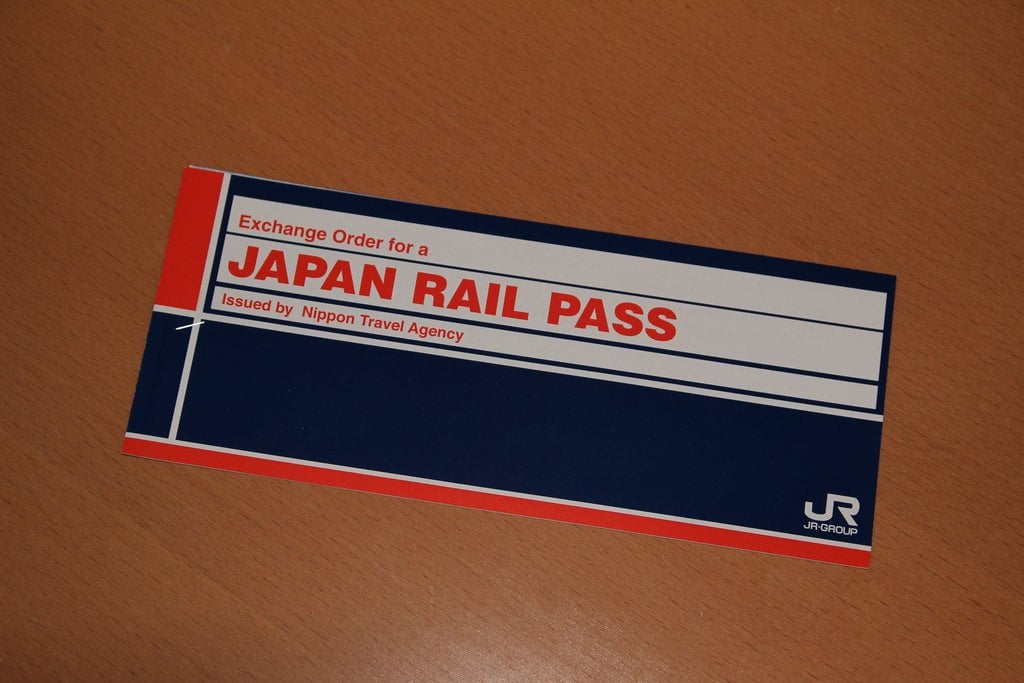 Exchange Order for a
JAPAN RAIL PASS
Issued by Nippon Travel Agency
JR
JR-GROUP